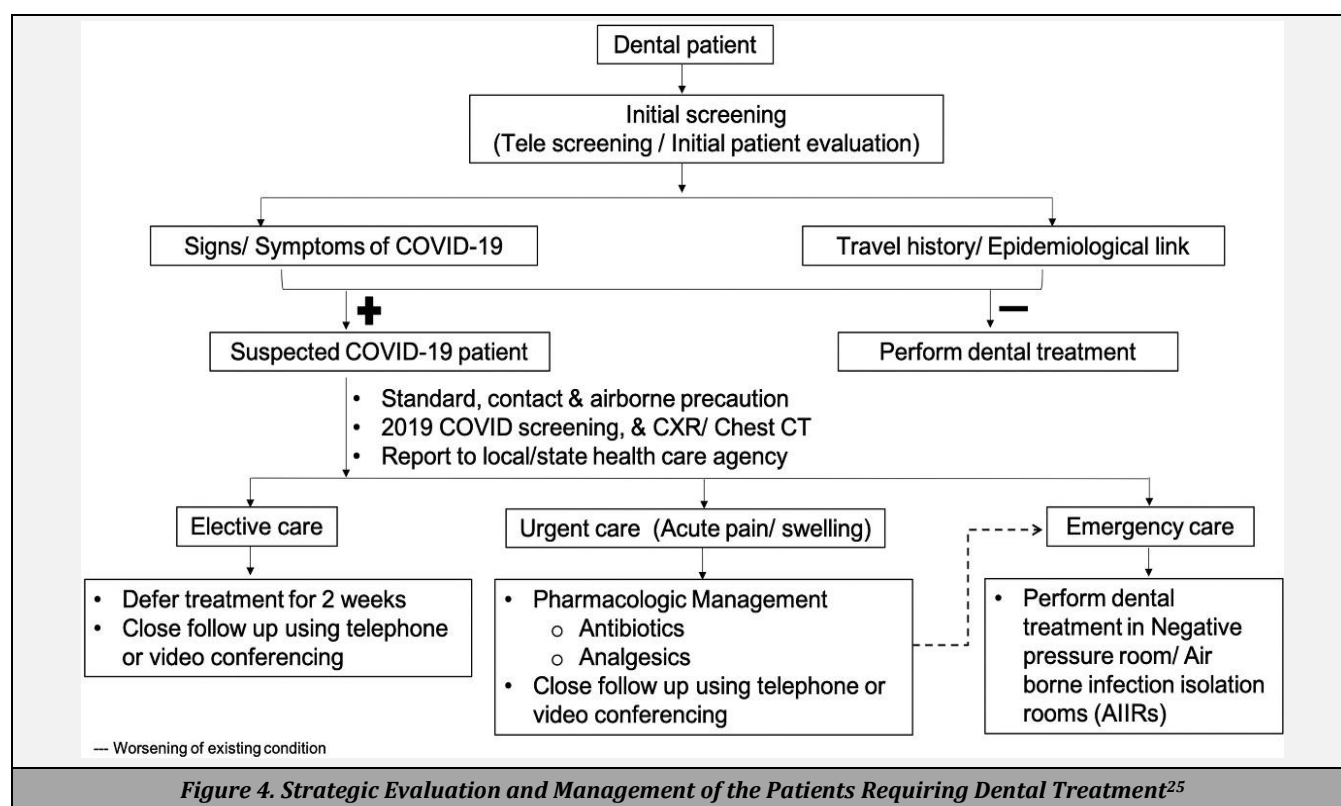 Dental patient
Initial screening
(Tele screening / Initial patient evaluation)
Signs/ Symptoms of COVID-19
Travel history/ Epidemiological link
+
−
Suspected COVID-19 patient
Perform dental treatment
• Standard, contact & airborne precaution
• 2019 COVID screening, & CXR/ Chest CT
• Report to local/state health care agency
Elective care
Urgent care (Acute pain/ swelling)
Emergency care
• Defer treatment for 2 weeks
• Close follow up using telephone
or video conferencing
• Pharmacologic Management
o Antibiotics
o Analgesics
• Close follow up using telephone or
video conferencing
• Perform dental
treatment in Negative
pressure room/ Air
borne infection isolation
rooms (AIIRs)
--- Worsening of existing condition
Figure 4. Strategic Evaluation and Management of the Patients Requiring Dental Treatment25